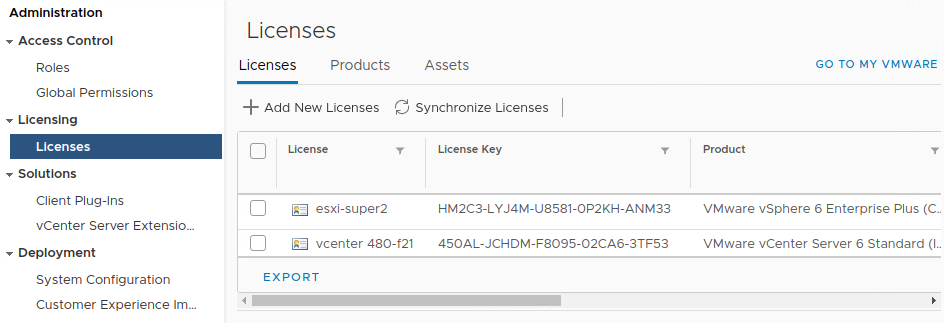 Administration
Access Control
Roles
Global Permissions
Licensing
Licenses
Solutions
Client Plug-Ins
vCenter Server Extensio...
Deployment
System Configuration
Customer Experience Im...
Licenses
Licenses Products Assets GO TO MY VMWARE
Add New Licenses Synchronize Licenses
License License Key Product
esxi-super2 HM2C3-LYJ4M-U8581-0P2KH-ANM33 VMware vSphere 6 Enterprise Plus (C...
vcenter 480-f21 450AL-JCHDM-F8095-02CA6-3TF53 VMware vCenter Server 6 Standard (I...
EXPORT